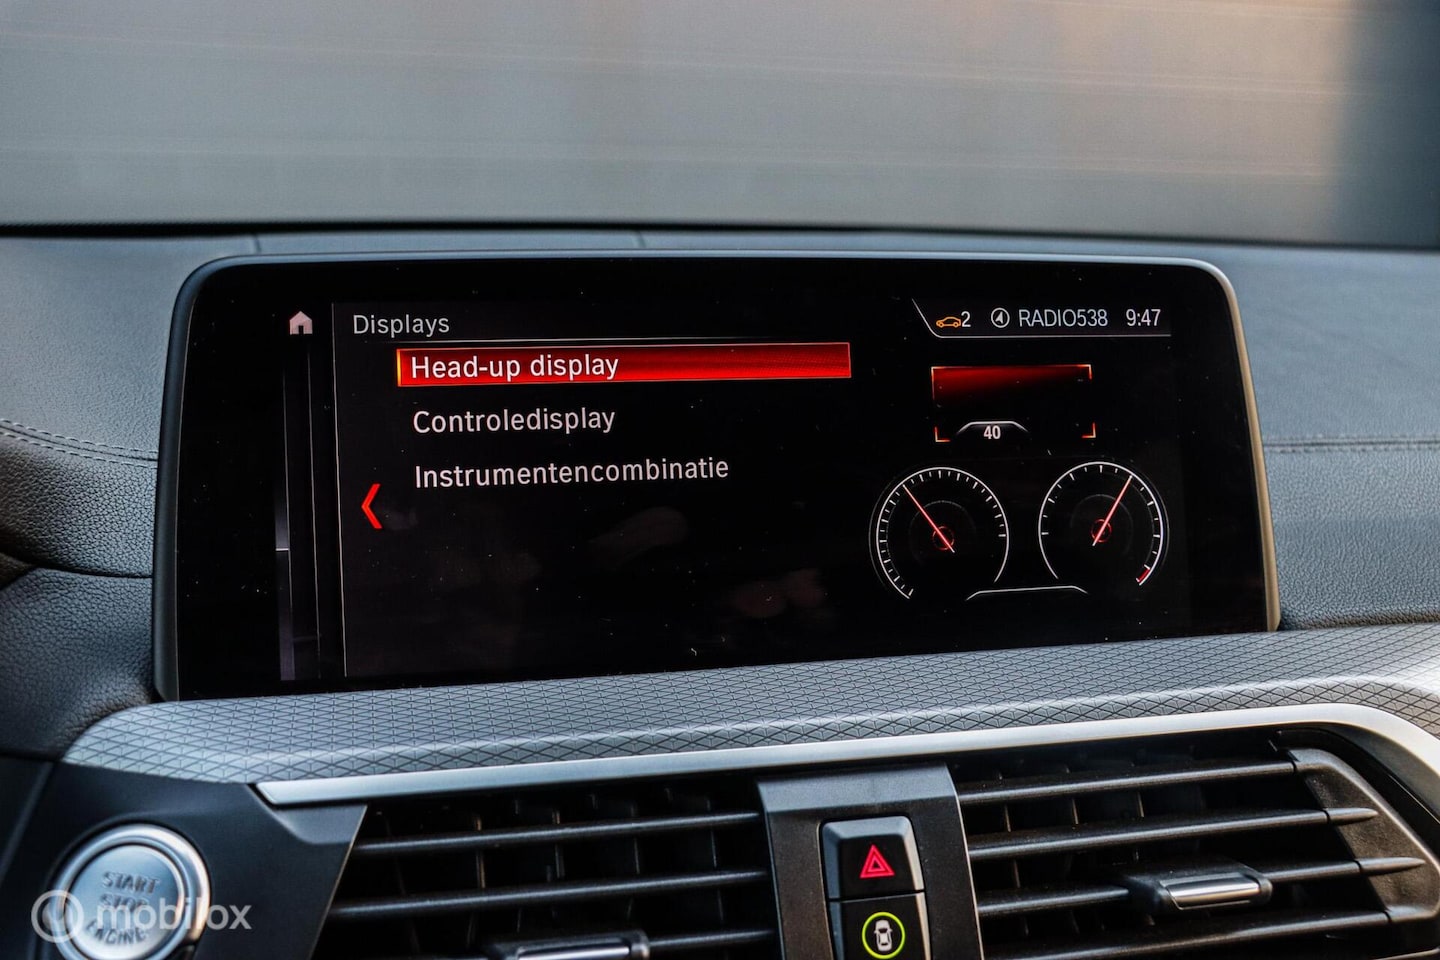 Displays
2 RADIO538 9:47
Head-up display
Controledisplay
Instrumentencombinatie
40
START
STOP
ENGINE
mobilox